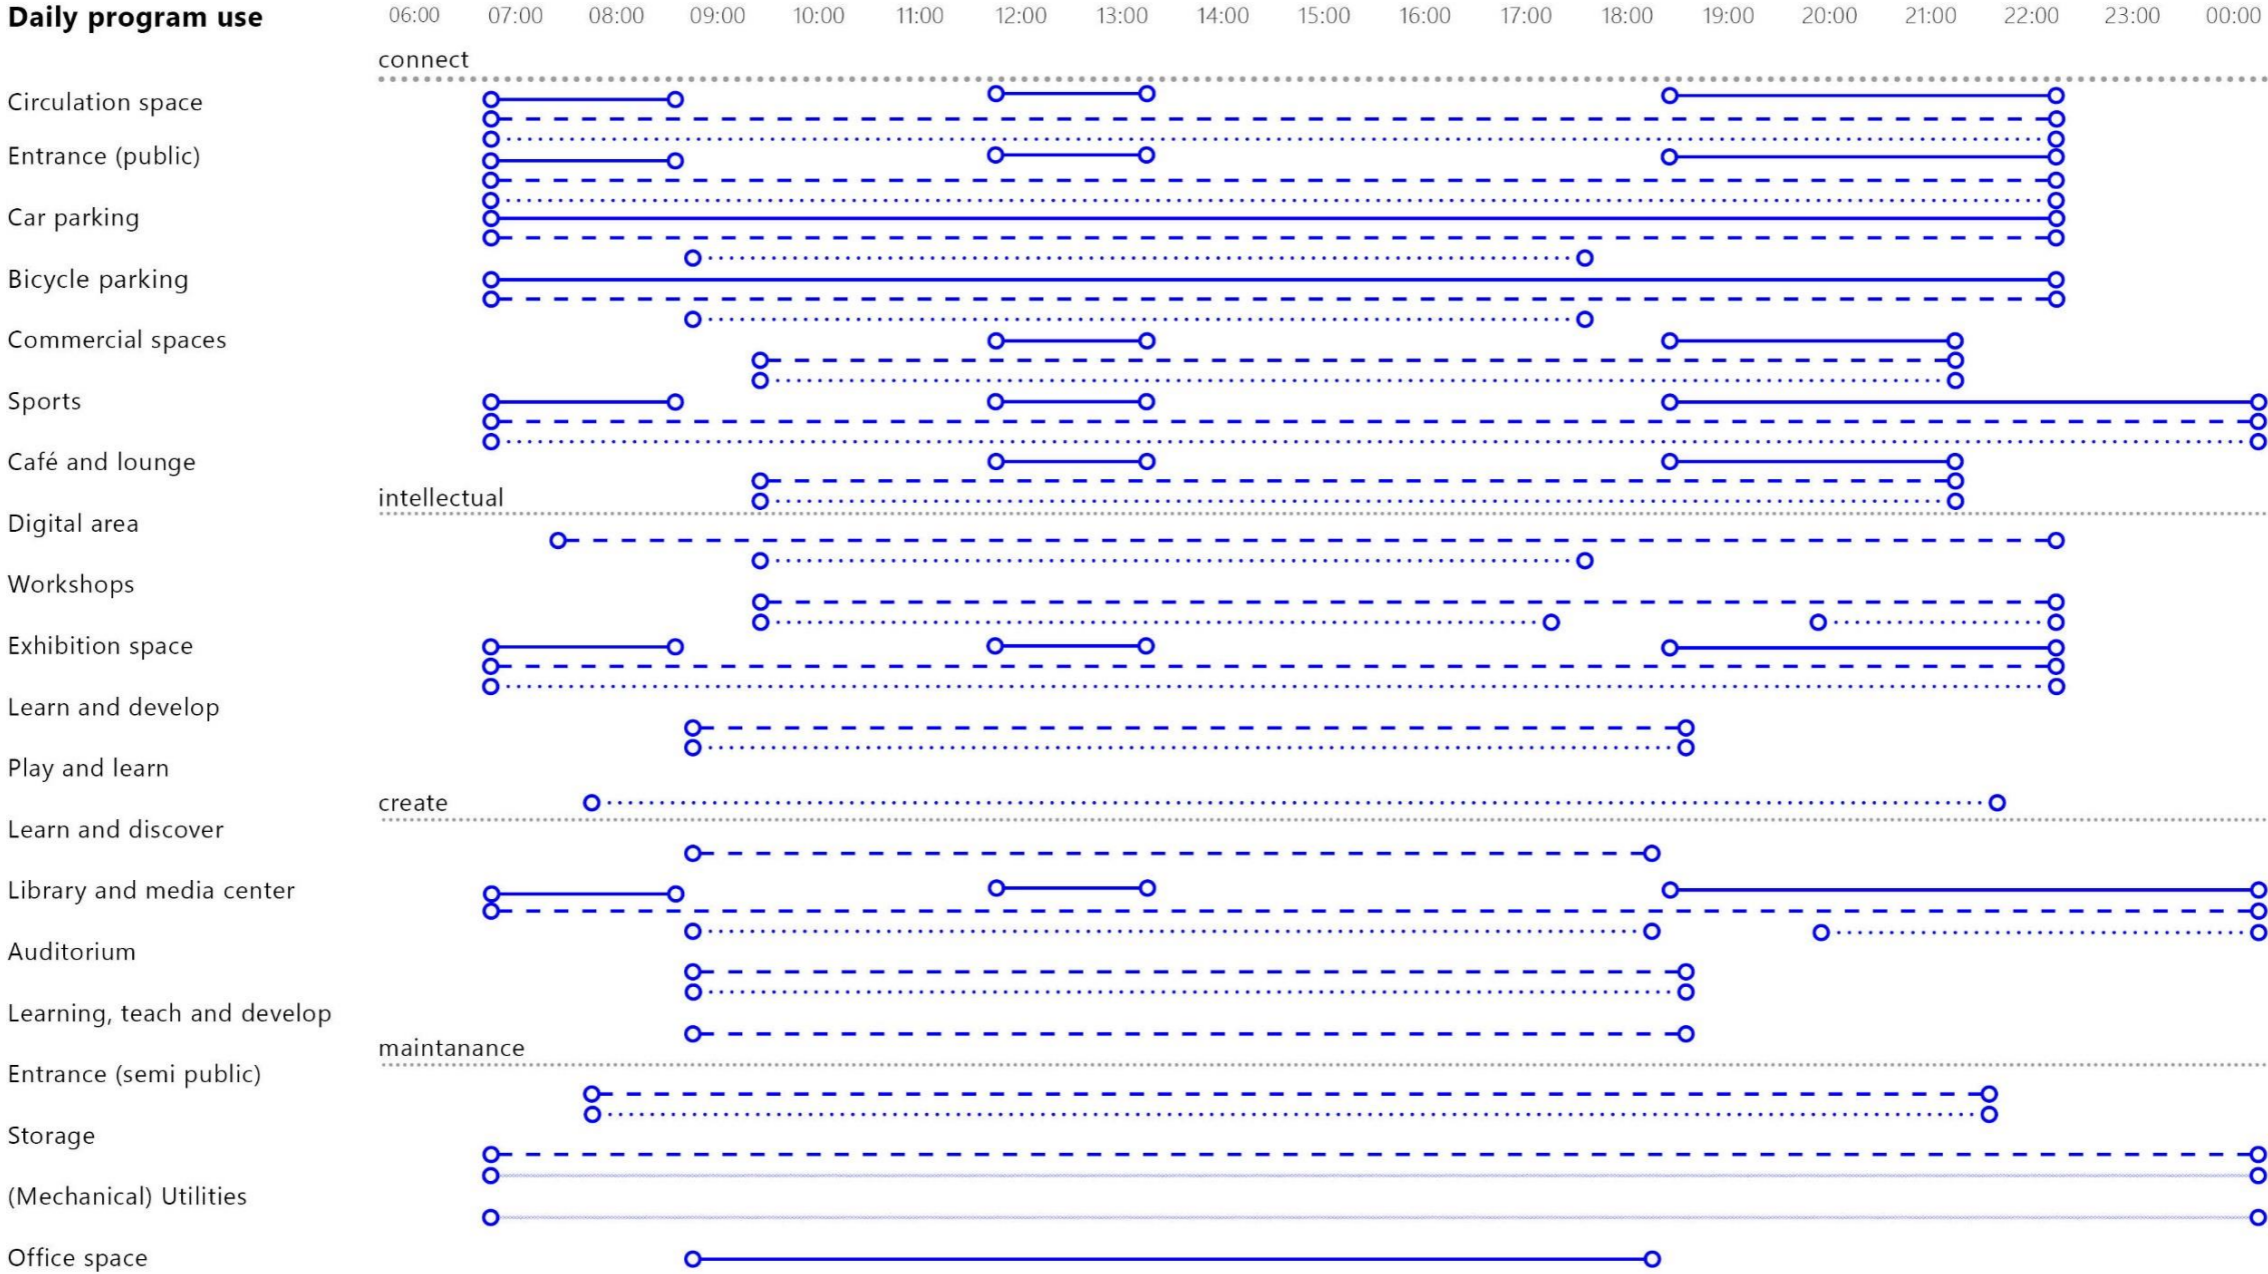 Daily program use 06:00 07:00 08:00 09:00 10:00 11:00 12:00 13:00 14:00 15:00 16:00 17:00 18:00 19:00 20:00 21:00 22:00 23:00 00:00
connect
Circulation space
Entrance (public)
Car parking
Bicycle parking
Commercial spaces
Sports
Café and lounge
intellectual
Digital area
Workshops
Exhibition space
Learn and develop
Play and learn
create
Learn and discover
Library and media center
Auditorium
Learning, teach and develop
maintanance
Entrance (semi public)
Storage
(Mechanical) Utilities
Office space